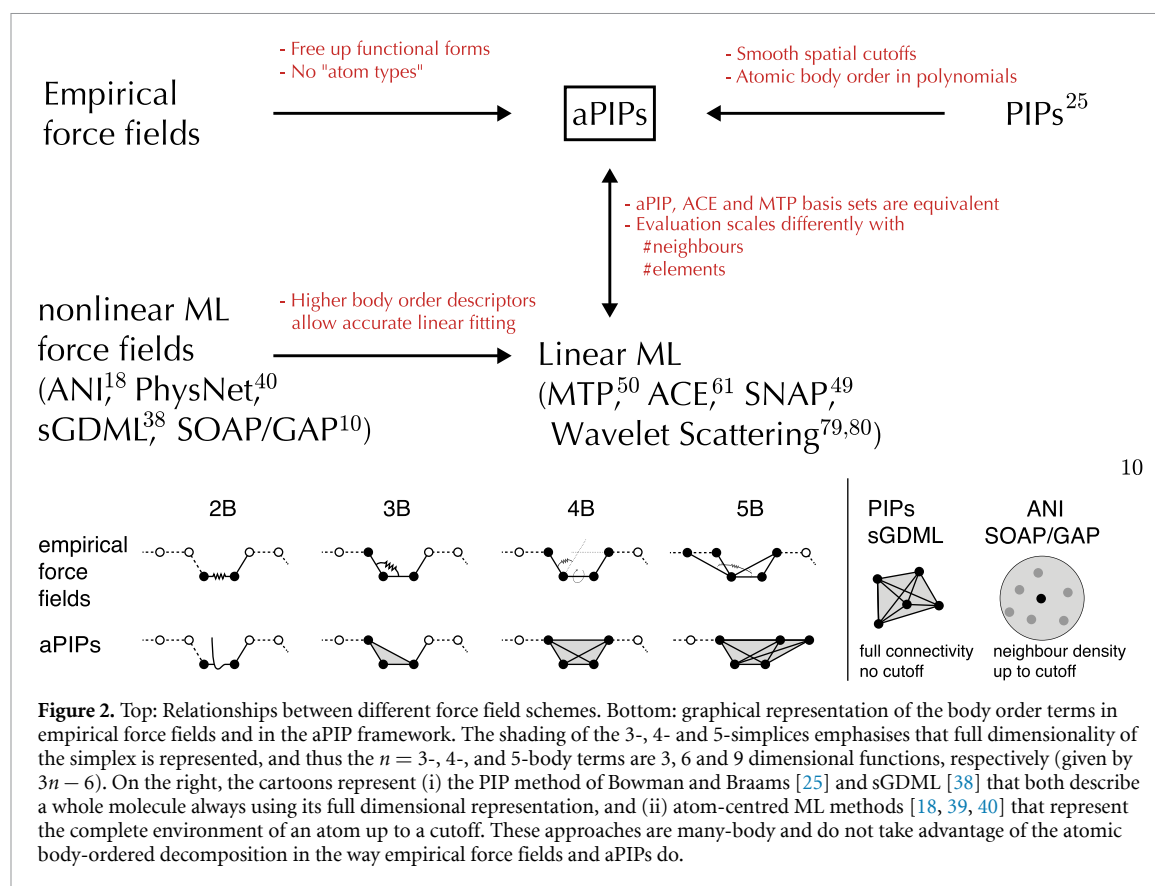 - Free up functional forms
- No "atom types"
- Smooth spatial cutoffs
- Atomic body order in polynomials
Empirical
force fields
aPIPs
PIPs25
- aPIP, ACE and MTP basis sets are equivalent
- Evaluation scales differently with
#neighbours
#elements
nonlinear ML
force fields
(ANI,18 PhysNet,40
sGDML,38 SOAP/GAP10)
- Higher body order descriptors
allow accurate linear fitting
Linear ML
(MTP,50 ACE,61 SNAP,49
Wavelet Scattering79,80)
10
2B 3B 4B 5B
empirical
force
fields
aPIPs
PIPs
sGDML
full connectivity
no cutoff
ANI
SOAP/GAP
neighbour density
up to cutoff
Figure 2. Top: Relationships between different force field schemes. Bottom: graphical representation of the body order terms in
empirical force fields and in the aPIP framework. The shading of the 3-, 4- and 5-simplices emphasises that full dimensionality of
the simplex is represented, and thus the n = 3-, 4-, and 5-body terms are 3, 6 and 9 dimensional functions, respectively (given by
3n − 6). On the right, the cartoons represent (i) the PIP method of Bowman and Braams [25] and sGDML [38] that both describe
a whole molecule always using its full dimensional representation, and (ii) atom-centred ML methods [18, 39, 40] that represent
the complete environment of an atom up to a cutoff. These approaches are many-body and do not take advantage of the atomic
body-ordered decomposition in the way empirical force fields and aPIPs do.